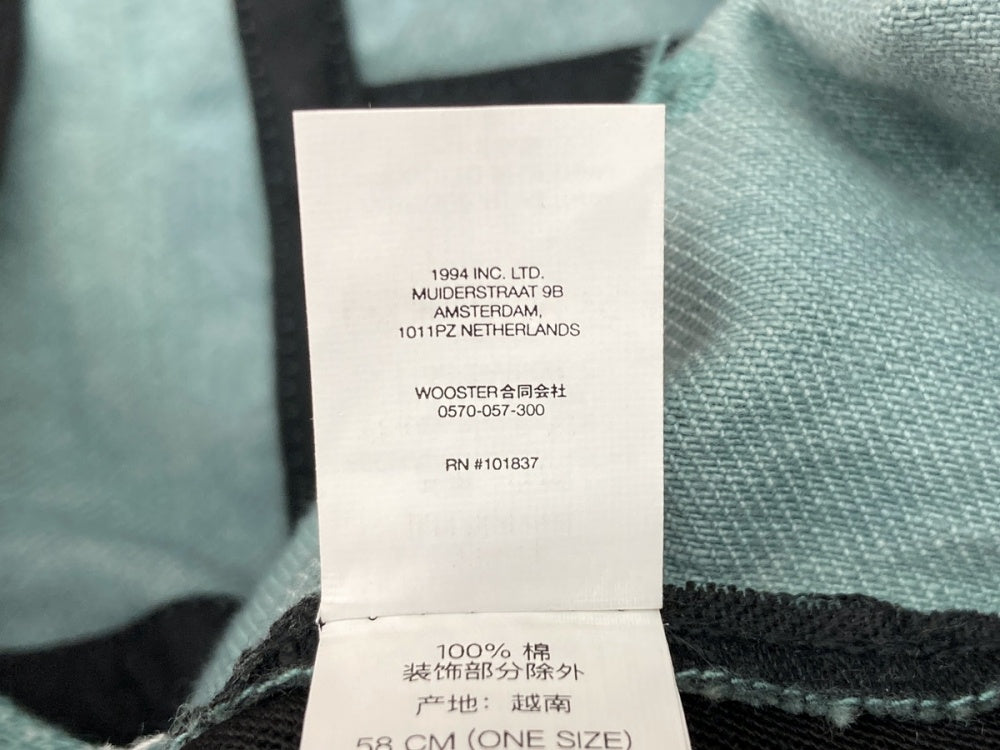 1994 INC. LTD.
MUIDERSTRAAT 9B
AMSTERDAM,
1011PZ NETHERLANDS
WOOSTER合同会社
0570-057-300
RN #101837
100% 棉
装饰部分除外
产地：越南
58 CM (ONE SIZE)